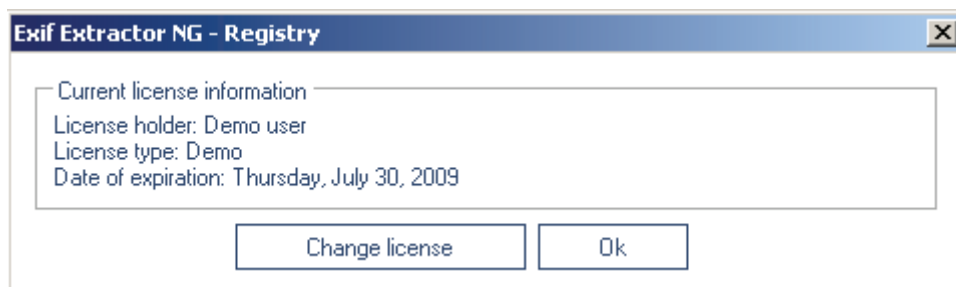 Exif Extractor NG - Registry
Current license information
License holder: Demo user
License type: Demo
Date of expiration: Thursday, July 30, 2009
Change license
Ok